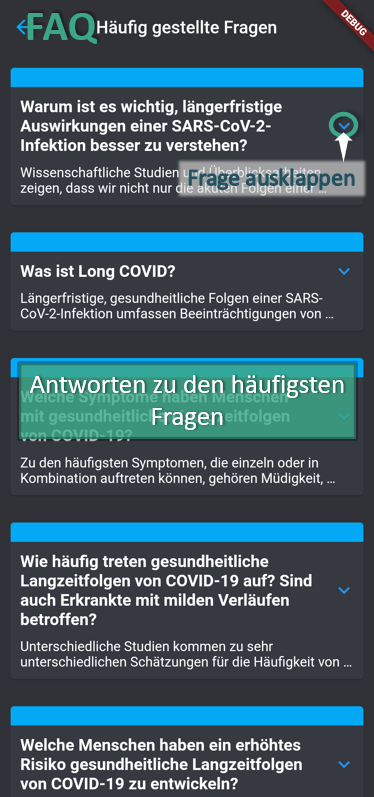 FAQ
Häufig gestellte Fragen
DEBUG
Warum ist es wichtig, längerfristige
Auswirkungen einer SARS-CoV-2-
Infektion besser zu verstehen?
Wissenschaftliche Studien und Überblicksarbeiten
zeigen, dass wir nicht nur die akuten Folgen einer ...
Frage ausklappen
Was ist Long COVID?
Längerfristige, gesundheitliche Folgen einer SARS-
CoV-2-Infektion umfassen Beeinträchtigungen von ...
Antworten zu den häufigsten
Fragen
Welche Symptome haben Menschen
mit gesundheitlichen Langzeitfolgen
von COVID-19?
Zu den häufigsten Symptomen, die einzeln oder in
Kombination auftreten können, gehören Müdigkeit, ...
Wie häufig treten gesundheitliche
Langzeitfolgen von COVID-19 auf? Sind
auch Erkrankte mit milden Verläufen
betroffen?
Unterschiedliche Studien kommen zu sehr
unterschiedlichen Schätzungen für die Häufigkeit von ...
Welche Menschen haben ein erhöhtes
Risiko gesundheitliche Langzeitfolgen
von COVID-19 zu entwickeln?